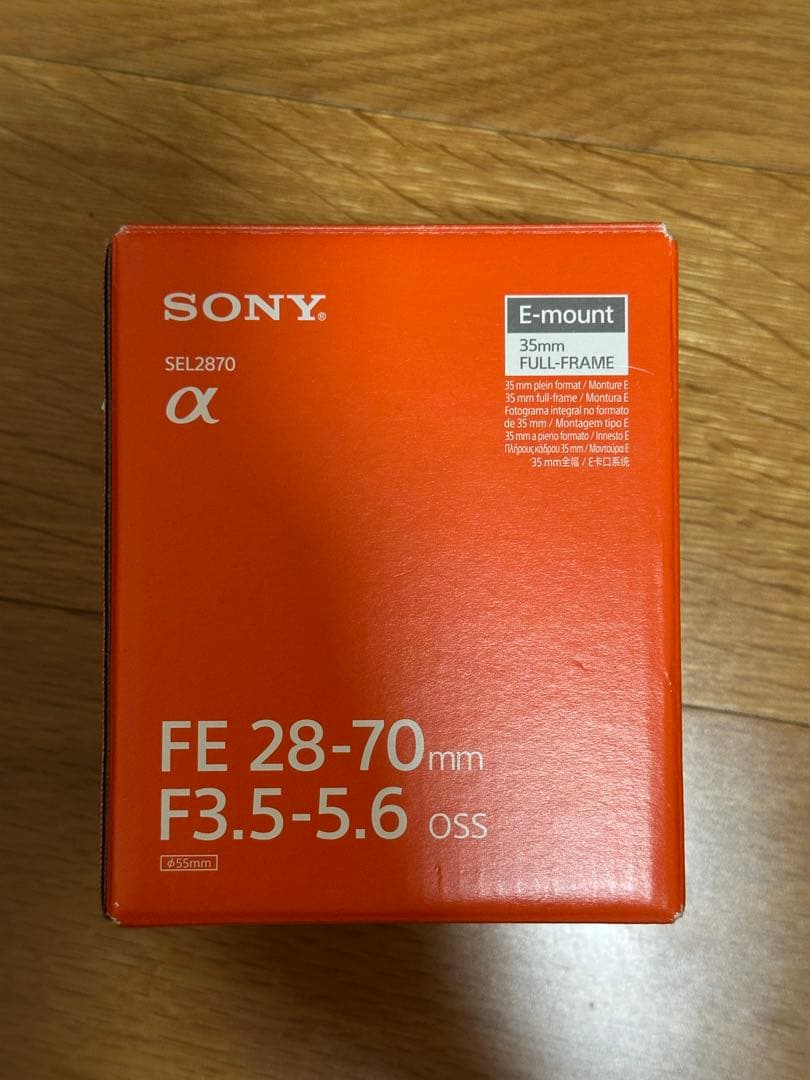 SONY®
SEL2870
α
E-mount
35mm
FULL-FRAME
35 mm plein format / Monture E
35 mm full-frame / Montura E
Fotograma integral no formato
de 35 mm / Montagem tipo E
35 mm a pieno formato / Innesto E
Πλήρους κάδρου 35 mm / Μοντούρα E
35 mm全幅 / E卡口系统
FE 28-70mm
F3.5-5.6 OSS
ϕ55mm